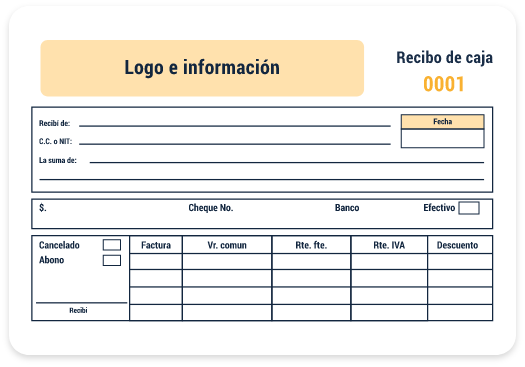 Logo e información
Recibo de caja
0001
Recibí de:
Fecha
C.C. o NIT:
La suma de:
$. Cheque No. Banco Efectivo
Cancelado Factura Vr. comun Rte. fte. Rte. IVA Descuento
Abono
Recibi